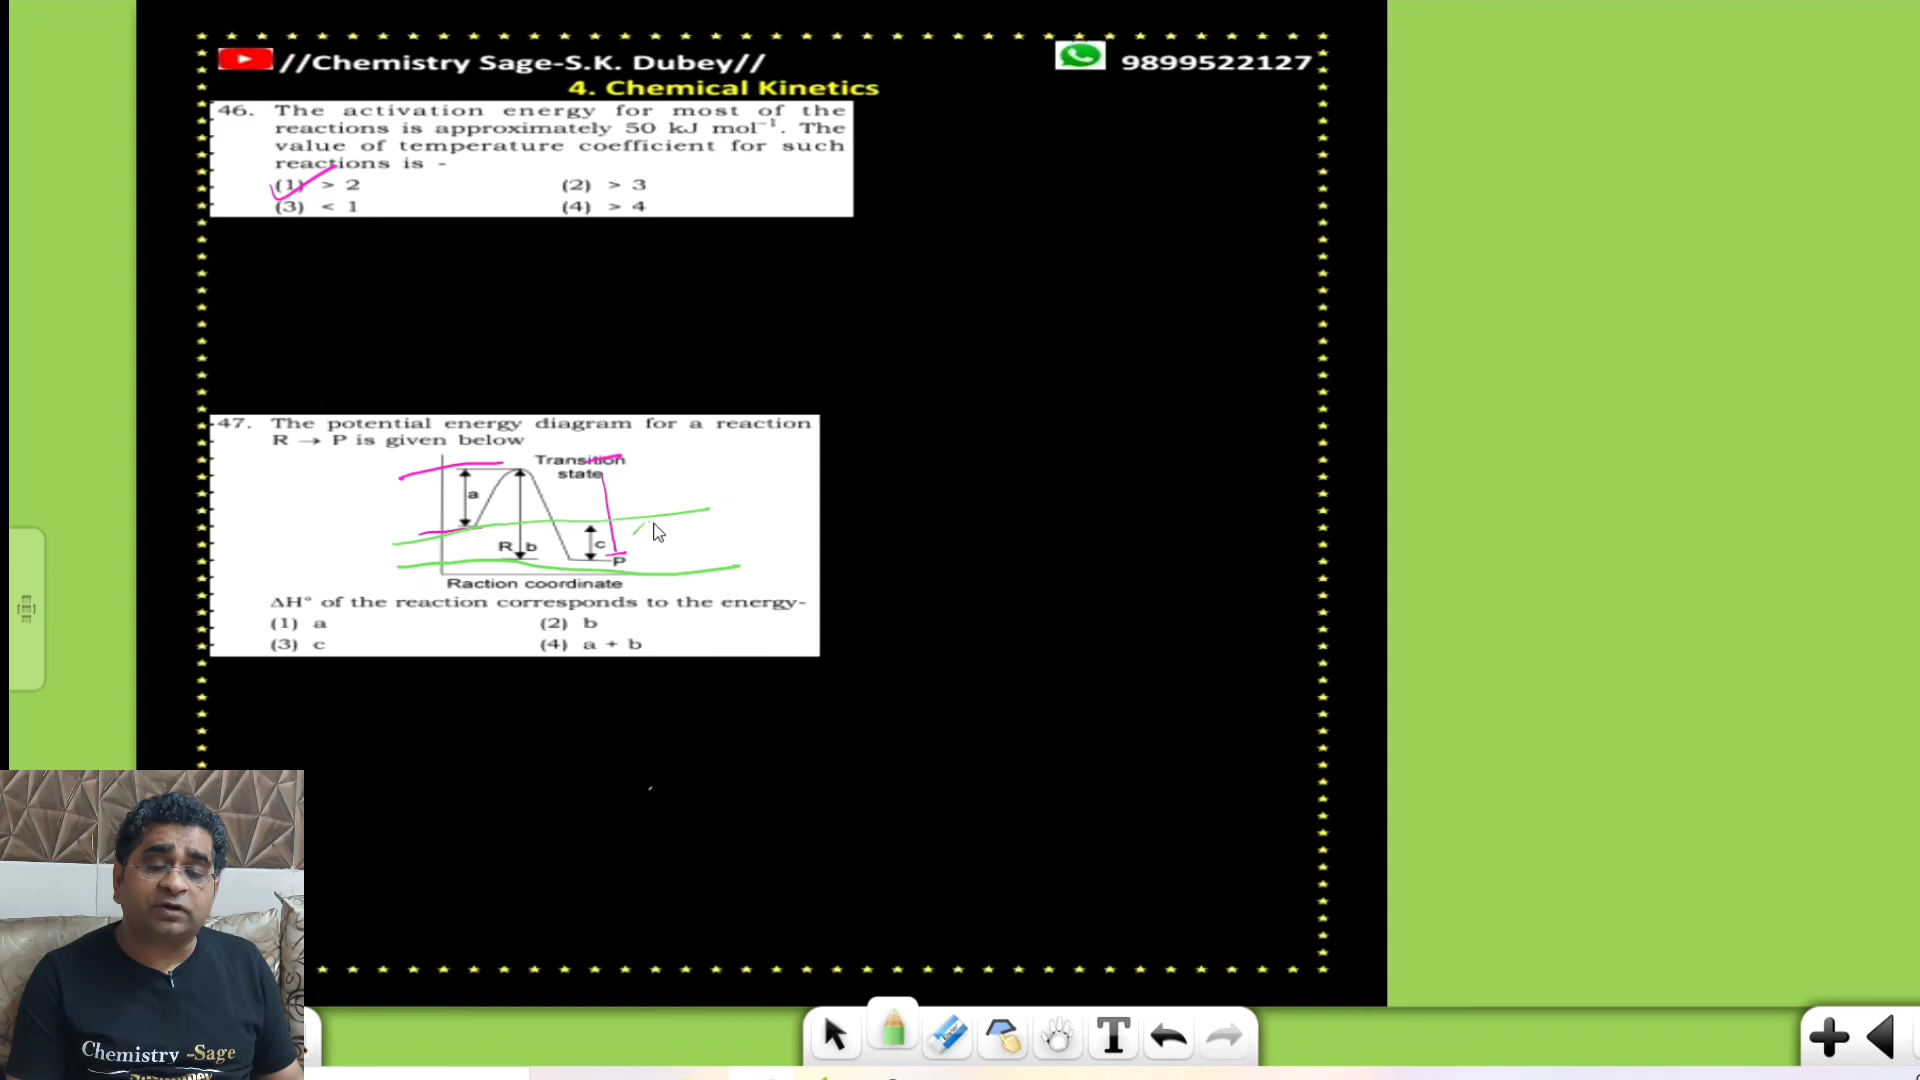 //Chemistry Sage-S.K. Dubey//
9899522127
4. Chemical Kinetics
46. The activation energy for most of the
reactions is approximately 50 kJ mol⁻¹. The
value of temperature coefficient for such
reactions is -
(1) > 2 (2) > 3
(3) < 1 (4) > 4
47. The potential energy diagram for a reaction
R → P is given below
Transition
state
a
R b c
P
Raction coordinate
ΔH° of the reaction corresponds to the energy-
(1) a (2) b
(3) c (4) a + b
Chemistry -Sage
T